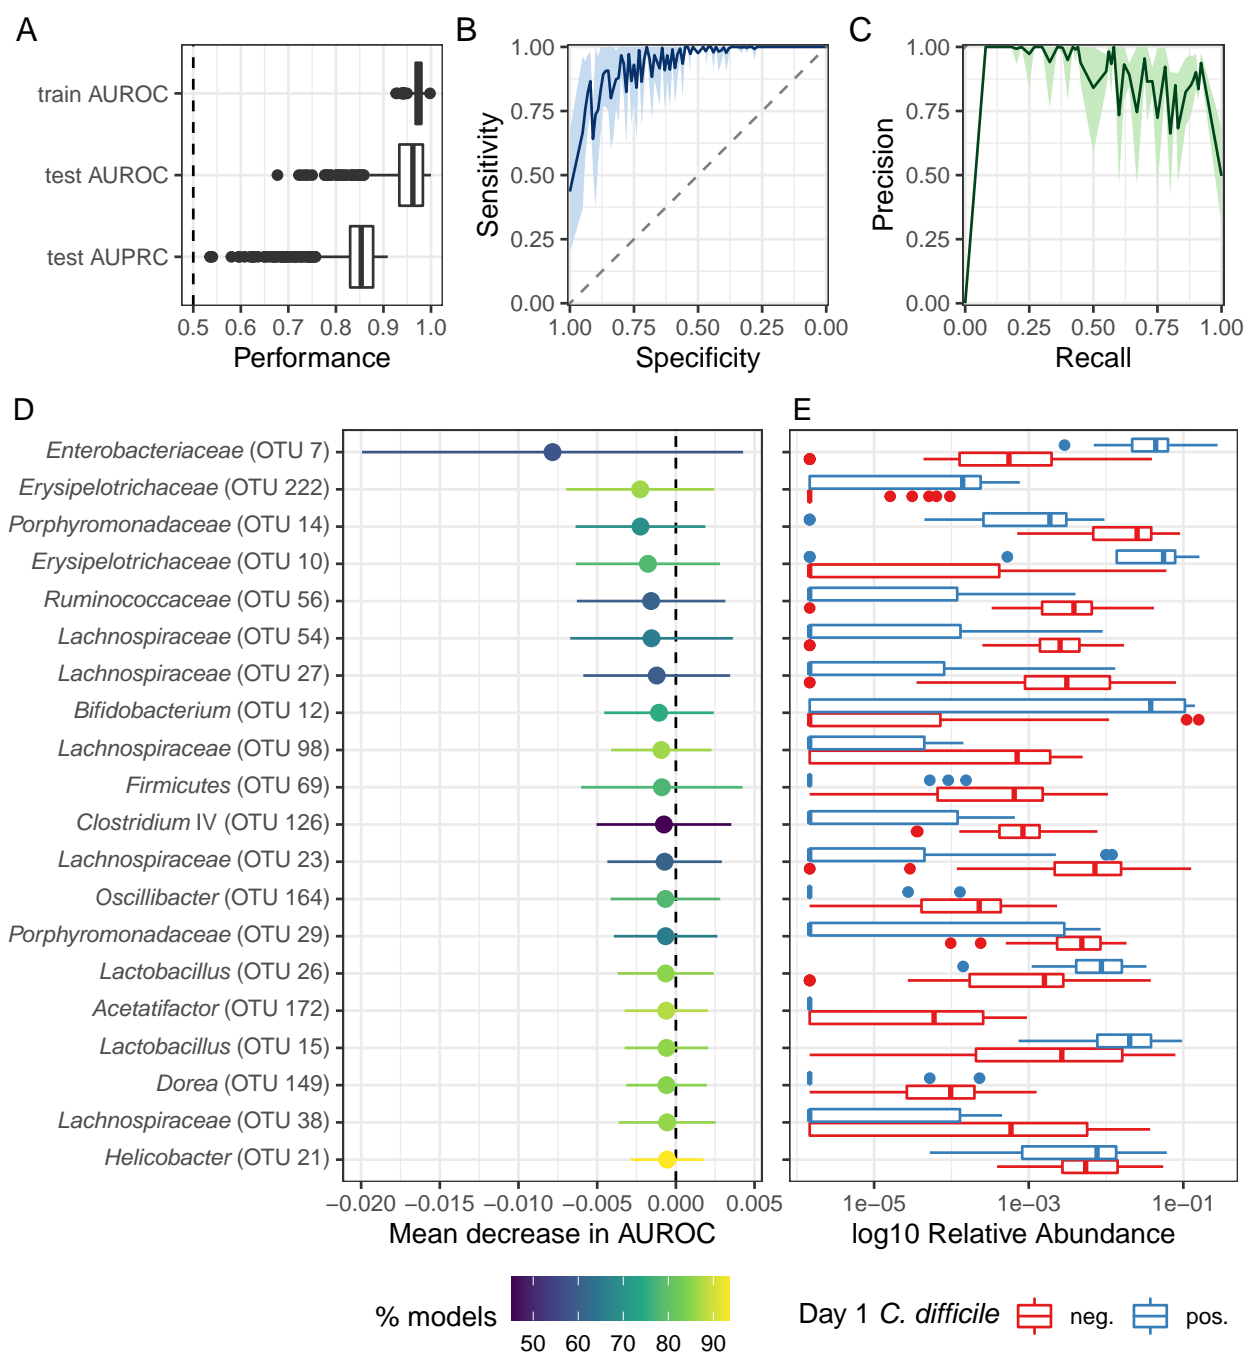 A
train AUROC
test AUROC
test AUPRC
0.5 0.6 0.7 0.8 0.9 1.0
Performance
B
Sensitivity
1.00
0.75
0.50
0.25
0.00
1.00 0.75 0.50 0.25 0.00
Specificity
C
Precision
1.00
0.75
0.50
0.25
0.00
0.00 0.25 0.50 0.75 1.00
Recall
D
Enterobacteriaceae (OTU 7)
Erysipelotrichaceae (OTU 222)
Porphyromonadaceae (OTU 14)
Erysipelotrichaceae (OTU 10)
Ruminococcaceae (OTU 56)
Lachnospiraceae (OTU 54)
Lachnospiraceae (OTU 27)
Bifidobacterium (OTU 12)
Lachnospiraceae (OTU 98)
Firmicutes (OTU 69)
Clostridium IV (OTU 126)
Lachnospiraceae (OTU 23)
Oscillibacter (OTU 164)
Porphyromonadaceae (OTU 29)
Lactobacillus (OTU 26)
Acetatifactor (OTU 172)
Lactobacillus (OTU 15)
Dorea (OTU 149)
Lachnospiraceae (OTU 38)
Helicobacter (OTU 21)
−0.020 −0.015 −0.010 −0.005 0.000 0.005
Mean decrease in AUROC
E
1e−05 1e−03 1e−01
log10 Relative Abundance
% models
50 60 70 80 90
Day 1 C. difficile neg. pos.